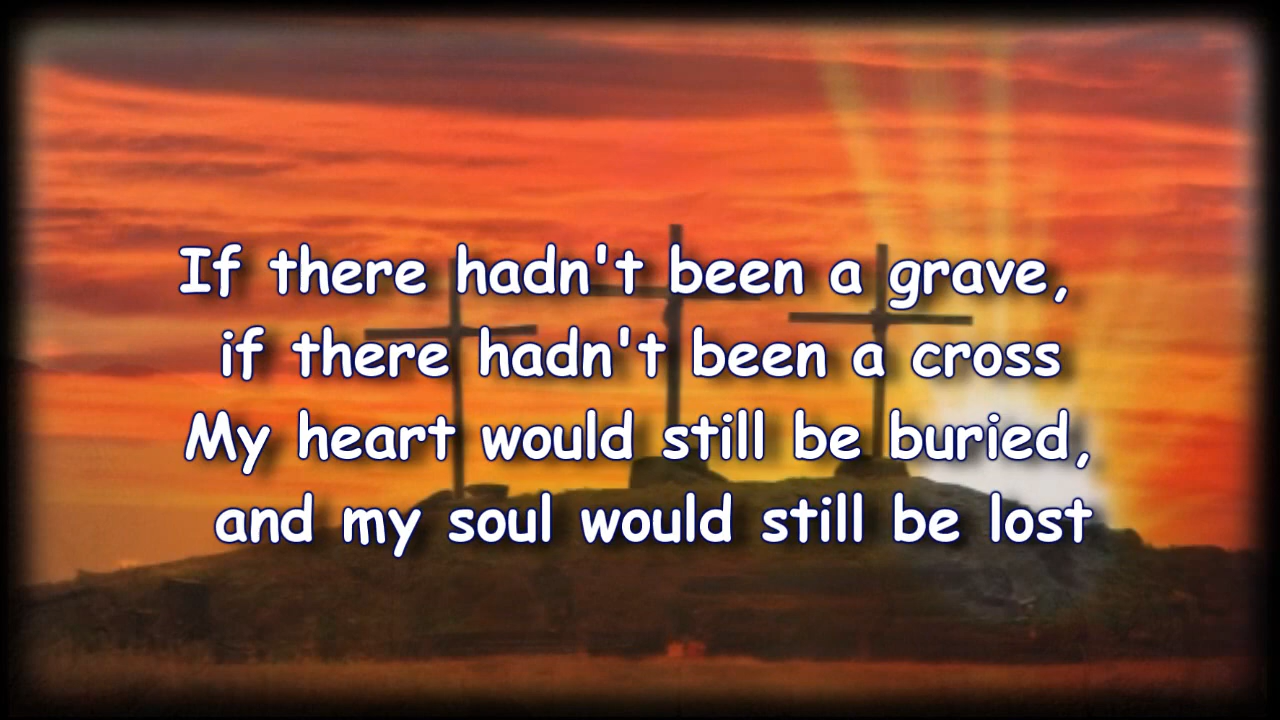 If there hadn't been a grave,
if there hadn't been a cross
My heart would still be buried,
and my soul would still be lost